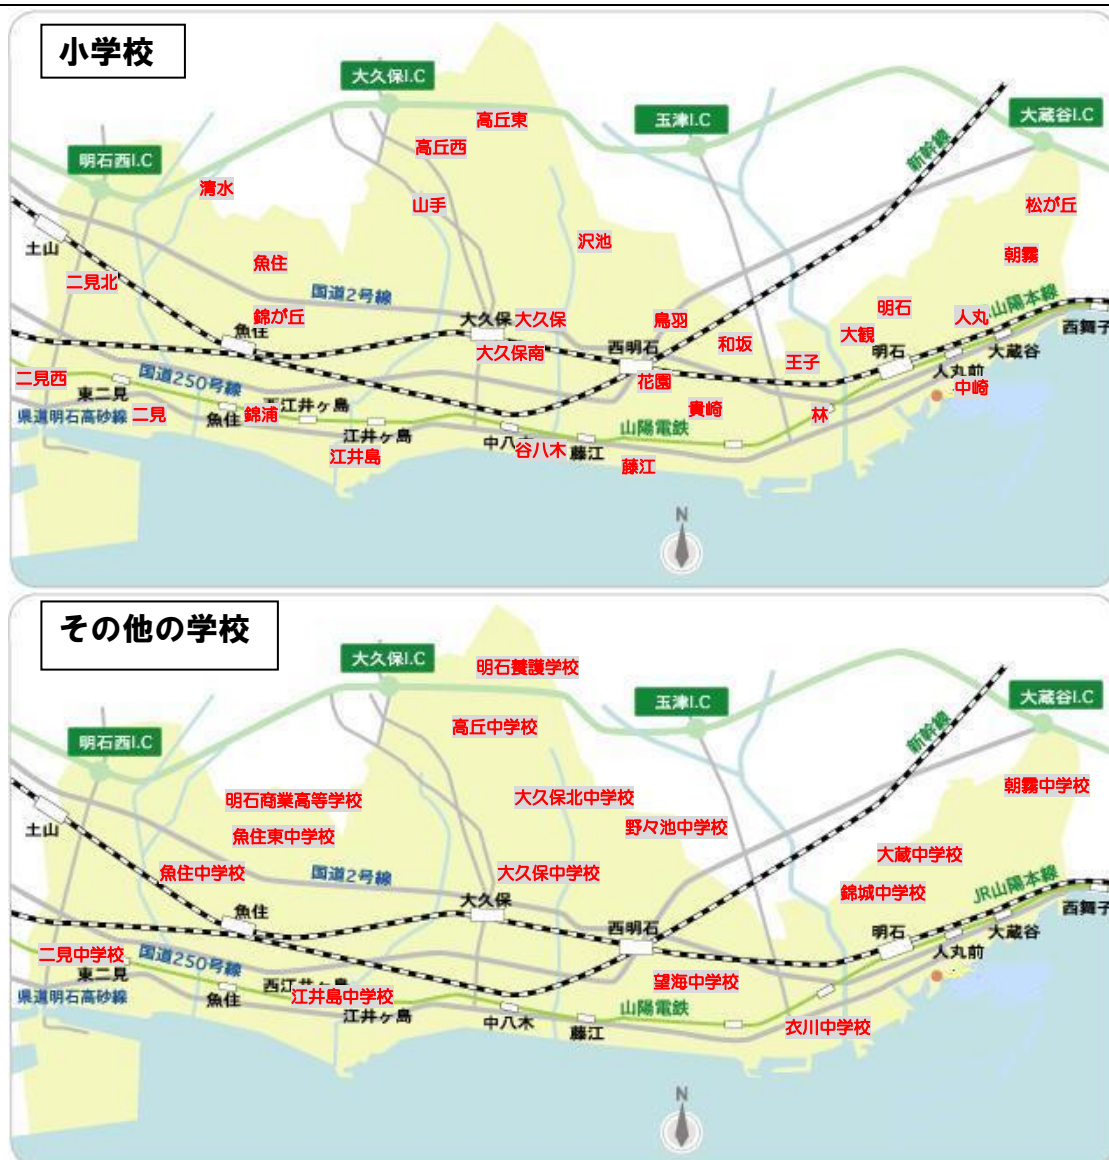 小学校
大久保I.C
高丘東
玉津I.C
大蔵谷I.C
高丘西
明石西I.C
新幹線
清水
山手
松が丘
沢池
土山
朝霧
魚住
二見北
国道2号線
明石
人丸
山陽本線
錦が丘
大久保
大久保
鳥羽
西舞子
魚住
大観
和坂
大久保南
西明石
明石
大蔵谷
王子
人丸前
二見西
国道250号線
花園
中崎
東二見
県道明石高砂線
二見
魚住
錦浦
西江井ヶ島
貴崎
林
江井ヶ島
山陽電鉄
中八木
谷八木
藤江
江井島
藤江
N
その他の学校
大久保I.C
明石養護学校
玉津I.C
大蔵谷I.C
高丘中学校
明石西I.C
新幹線
朝霧中学校
明石商業高等学校
大久保北中学校
土山
魚住東中学校
野々池中学校
大蔵中学校
魚住中学校
国道2号線
大久保中学校
錦城中学校
JR山陽本線
大久保
魚住
西舞子
西明石
明石
大蔵谷
人丸前
二見中学校
国道250号線
東二見
望海中学校
県道明石高砂線
魚住
西江井ヶ島
江井島中学校
江井ヶ島
山陽電鉄
中八木
藤江
衣川中学校
N